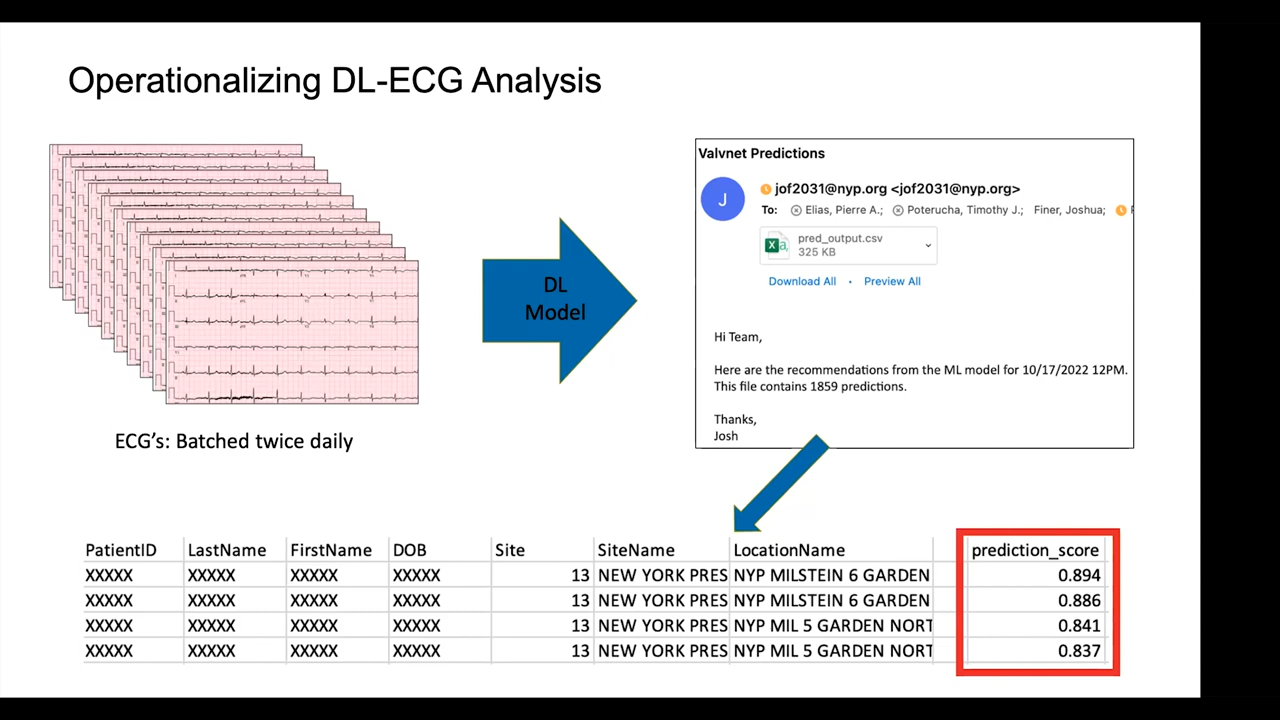 Operationalizing DL-ECG Analysis
Valvnet Predictions
J
jof2031@nyp.org <jof2031@nyp.org>
To: Elias, Pierre A.; Poterucha, Timothy J.; Finer, Joshua;
pred_output.csv
325 KB
Download All · Preview All
DL
Model
Hi Team,
Here are the recommendations from the ML model for 10/17/2022 12PM.
This file contains 1859 predictions.
Thanks,
Josh
ECG's: Batched twice daily
PatientID LastName FirstName DOB Site SiteName LocationName prediction_score
XXXXX XXXXX XXXXX XXXXX 13 NEW YORK PRES NYP MILSTEIN 6 GARDEN 0.894
XXXXX XXXXX XXXXX XXXXX 13 NEW YORK PRES NYP MILSTEIN 6 GARDEN 0.886
XXXXX XXXXX XXXXX XXXXX 13 NEW YORK PRES NYP MIL 5 GARDEN NORT 0.841
XXXXX XXXXX XXXXX XXXXX 13 NEW YORK PRES NYP MIL 5 GARDEN NORT 0.837